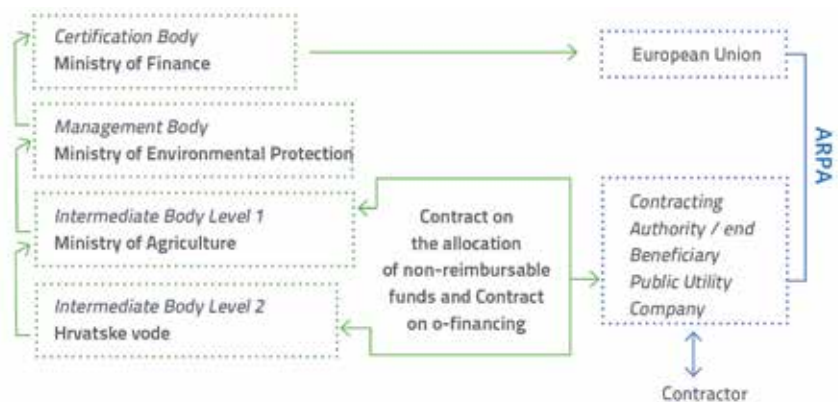 Certification Body
Ministry of Finance
European Union
Management Body
Ministry of Environmental Protection
ARPA
Intermediate Body Level 1
Ministry of Agriculture
Contract on
the allocation
of non-reimbursable
funds and Contract
on o-financing
Contracting
Authority / end
Beneficiary
Public Utility
Company
Intermediate Body Level 2
Hrvatske vode
Contractor